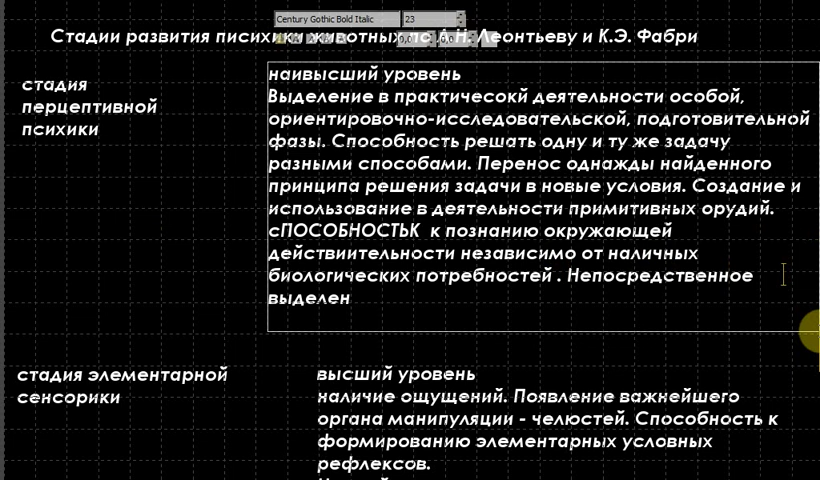 Century Gothic Bold Italic 23
Стадии развития писихики животных по А.Н. Леонтьеву и К.Э. Фабри
стадия
перцептивной
психики
наивысший уровень
Выделение в практичесокй деятельности особой,
ориентировочно-исследовательской, подготовительной
фазы. Способность решать одну и ту же задачу
разными способами. Перенос однажды найденного
принципа решения задачи в новые условия. Создание и
использование в деятельности примитивных орудий.
сПОСОБНОСТЬК к познанию окружающей
действиительности независимо от наличных
биологических потребностей . Непосредственное
выделен
стадия элементарной
сенсорики
высший уровень
наличие ощущений. Появление важнейшего
органа манипуляции - челюстей. Способность к
формированию элементарных условных
рефлексов.